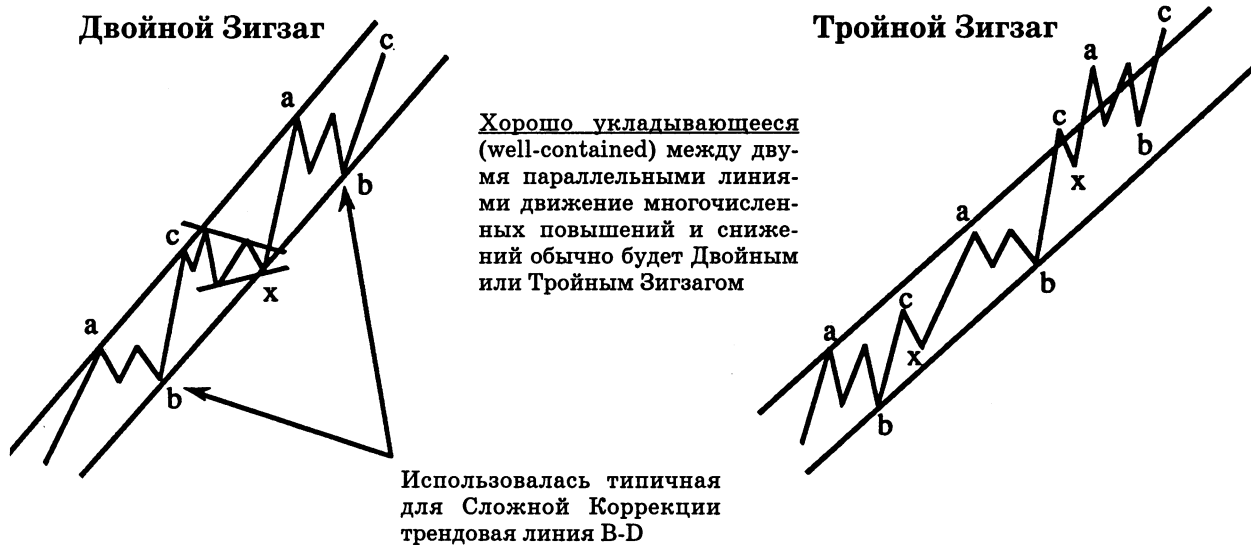 Двойной Зигзаг
c
a
b
c
x
a
b
Хорошо укладывающееся
(well-contained) между дву-
мя параллельными линия-
ми движение многочислен-
ных повышений и сниже-
ний обычно будет Двойным
или Тройным Зигзагом
Использовалась типичная
для Сложной Коррекции
трендовая линия B-D
Тройной Зигзаг
c
a
c
b
x
a
b
c
a
x
b